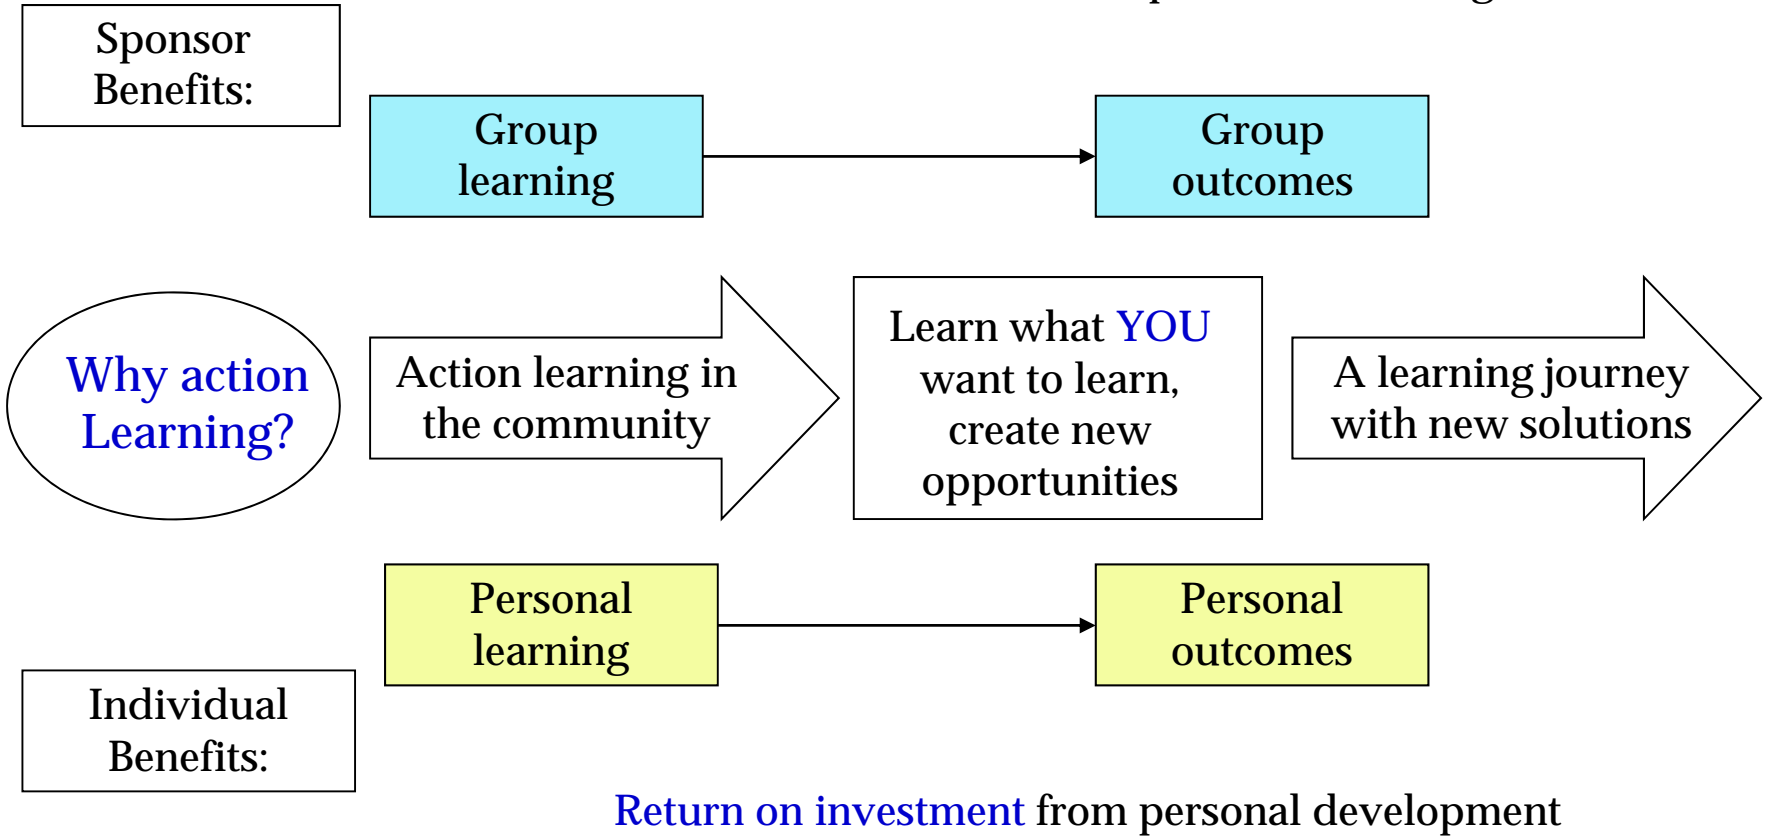 Sponsor
Benefits:
Group
learning
Group
outcomes
Why action
Learning?
Action learning in
the community
Learn what YOU
want to learn,
create new
opportunities
A learning journey
with new solutions
Personal
learning
Personal
outcomes
Individual
Benefits:
Return on investment from personal development